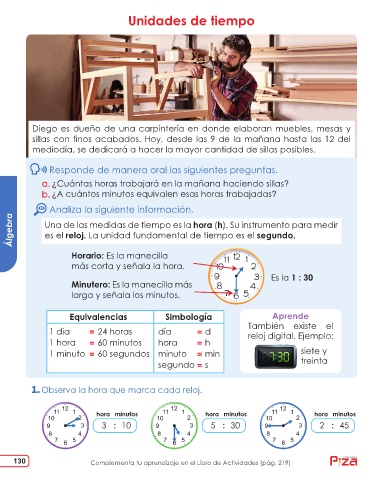 Unidades de tiempo
Diego es dueño de una carpintería en donde elaboran muebles, mesas y
sillas con finos acabados. Hoy, desde las 9 de la mañana hasta las 12 del
mediodía, se dedicará a hacer la mayor cantidad de sillas posibles.
Responde de manera oral las siguientes preguntas.
a. ¿Cuántas horas trabajará en la mañana haciendo sillas?
b. ¿A cuántos minutos equivalen esas horas trabajadas?
Analiza la siguiente información.
Una de las medidas de tiempo es la hora (h). Su instrumento para medir
es el reloj. La unidad fundamental de tiempo es el segundo.
Álgebra
Horario: Es la manecilla
más corta y señala la hora.
Minutero: Es la manecilla más
larga y señala los minutos.
12 1 2 3 4 5 6 8 9 10 11
Es la 1 : 30
Equivalencias Simbología
1 día = 24 horas día = d
1 hora = 60 minutos hora = h
1 minuto = 60 segundos minuto = min
segundo = s
Aprende
También existe el
reloj digital. Ejemplo:
7:30 siete y
treinta
1. Observa la hora que marca cada reloj.
12 1 2 3 4 5 6 7 8 9 10 11
hora minutos
3 : 10
12 1 2 3 4 5 6 7 8 9 10 11
hora minutos
5 : 30
12 1 2 3 4 5 6 7 8 9 10 11
hora minutos
2 : 45
130
Complementa tu aprendizaje en el Libro de Actividades (pág. 219)
PIZA